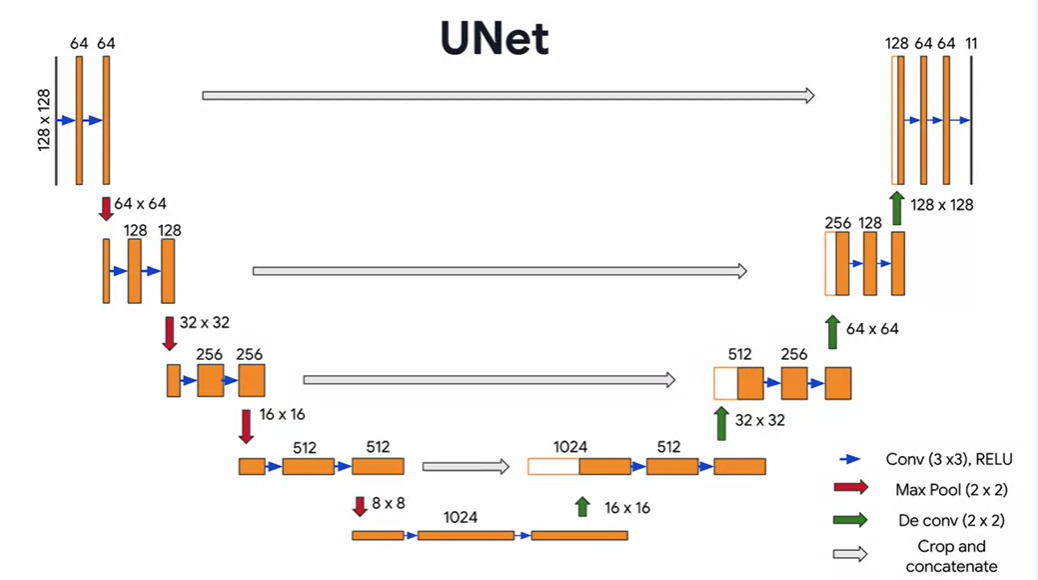 UNet
64 64
128 x 128
128 64 64 11
64 x 64
128 x 128
128 128
256 128
32 x 32
64 x 64
256 256
512 256
16 x 16
32 x 32
512 512
1024 512
8 x 8
16 x 16
1024
Conv (3 x3), RELU
Max Pool (2 x 2)
De conv (2 x 2)
Crop and
concatenate